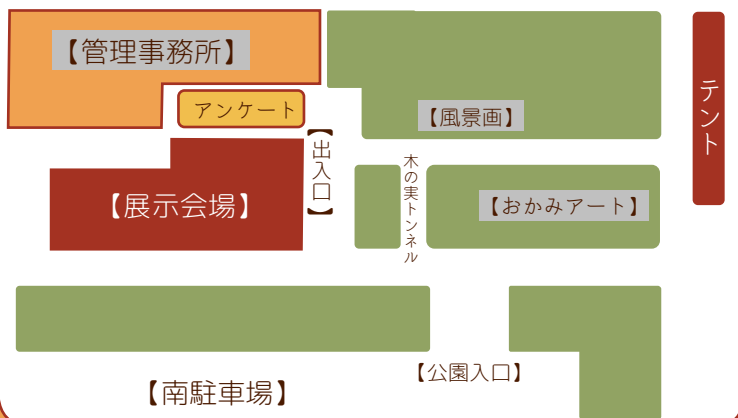 【管理事務所】
アンケート
【風景画】
テント
【出入口】
木の実トンネル
【展示会場】
【おかみアート】
【公園入口】
【南駐車場】